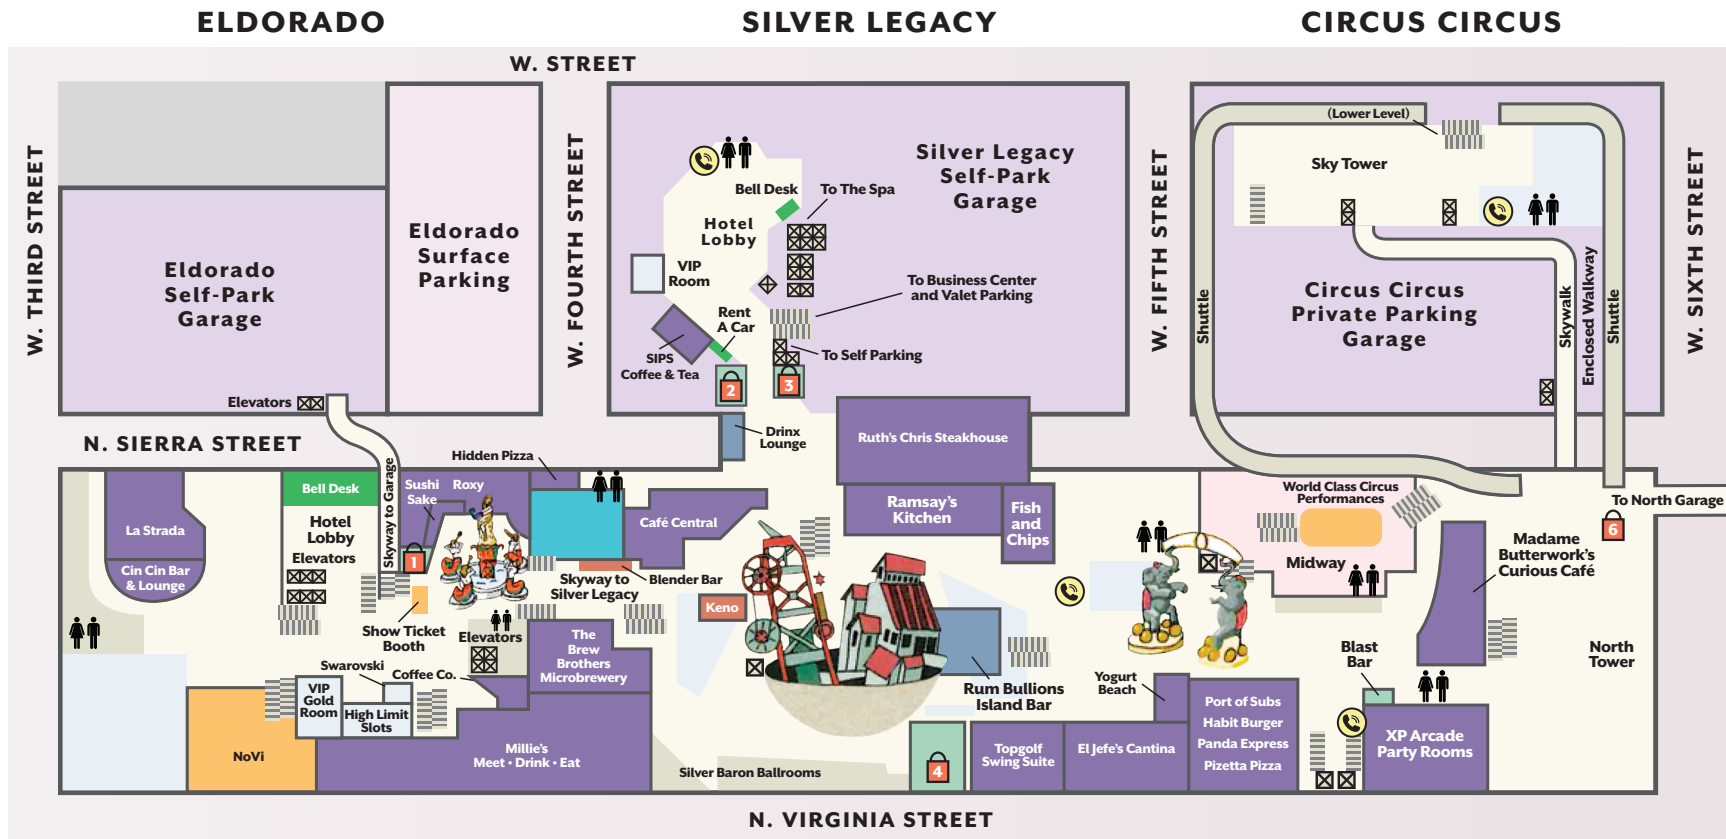 ELDORADO
SILVER LEGACY
CIRCUS CIRCUS
W. STREET
W. THIRD STREET
W. FOURTH STREET
W. FIFTH STREET
W. SIXTH STREET
Eldorado
Self-Park
Garage
Eldorado
Surface
Parking
Elevators
N. SIERRA STREET
Silver Legacy
Self-Park
Garage
Bell Desk
To The Spa
Hotel
Lobby
VIP
Room
To Business Center
and Valet Parking
Rent
A Car
SIPS
Coffee & Tea
To Self Parking
2
3
Drinx
Lounge
(Lower Level)
Sky Tower
Circus Circus
Private Parking
Garage
Shuttle
Skywalk
Enclosed Walkway
Shuttle
La Strada
Cin Cin Bar
& Lounge
Bell Desk
Hotel
Lobby
Elevators
Skyway to Garage
Sushi
Sake
Roxy
Hidden Pizza
1
Show Ticket
Booth
Café Central
Skyway to
Silver Legacy
Blender Bar
Elevators
The
Brew
Brothers
Microbrewery
Swarovski
Coffee Co.
VIP
Gold
Room
High Limit
Slots
NoVi
Millie's
Meet • Drink • Eat
Keno
Ruth's Chris Steakhouse
Ramsay's
Kitchen
Fish
and
Chips
Rum Bullions
Island Bar
Silver Baron Ballrooms
4
Topgolf
Swing Suite
El Jefe's Cantina
Yogurt
Beach
Port of Subs
Habit Burger
Panda Express
Pizetta Pizza
World Class Circus
Performances
Midway
To North Garage
6
Madame
Butterwork's
Curious Café
North
Tower
Blast
Bar
XP Arcade
Party Rooms
N. VIRGINIA STREET